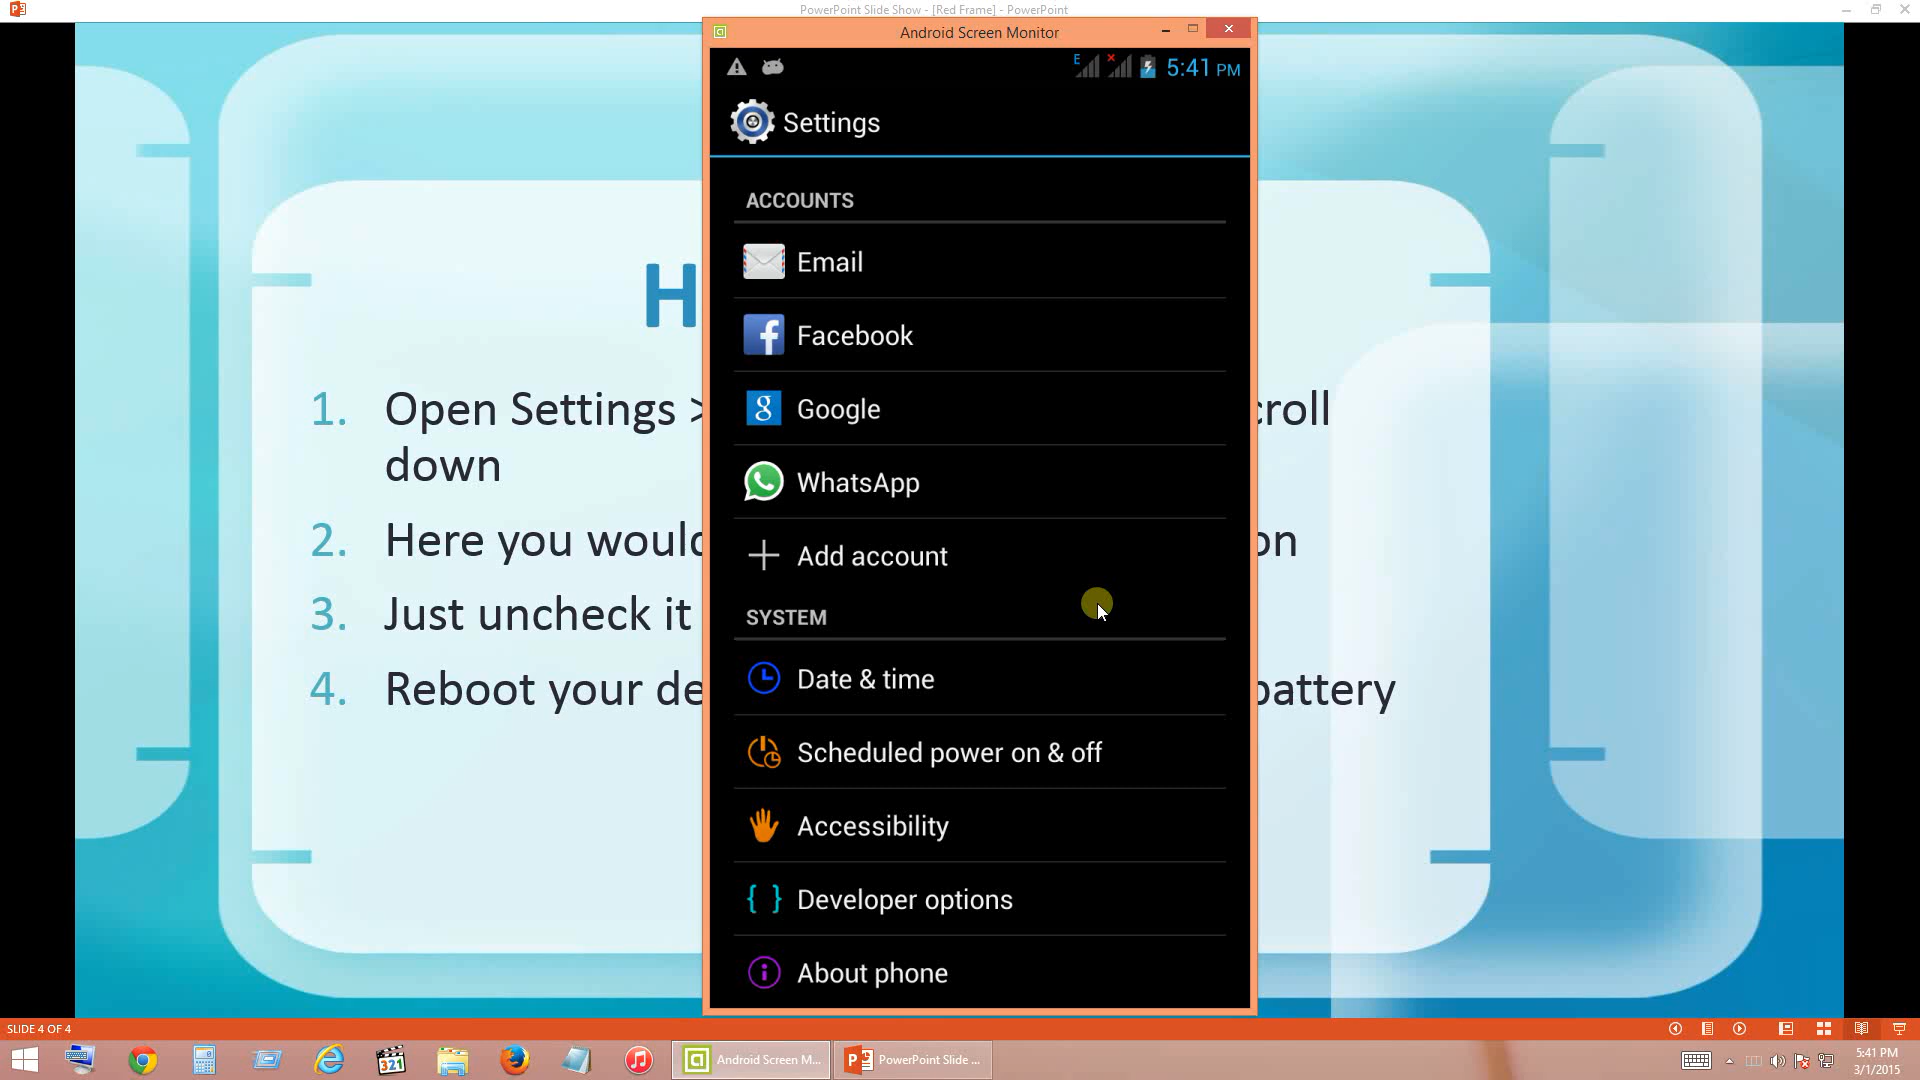 PowerPoint Slide Show - [Red Frame] - PowerPoint
Android Screen Monitor
E
5:41 PM
Settings
ACCOUNTS
Email
Facebook
Google
WhatsApp
Add account
SYSTEM
Date & time
Scheduled power on & off
Accessibility
Developer options
About phone
H
1. Open Settings > croll
down
2. Here you would on
3. Just uncheck it
4. Reboot your de battery
SLIDE 4 OF 4
321
Android Screen M...
PowerPoint Slide ...
5:41 PM
3/1/2015